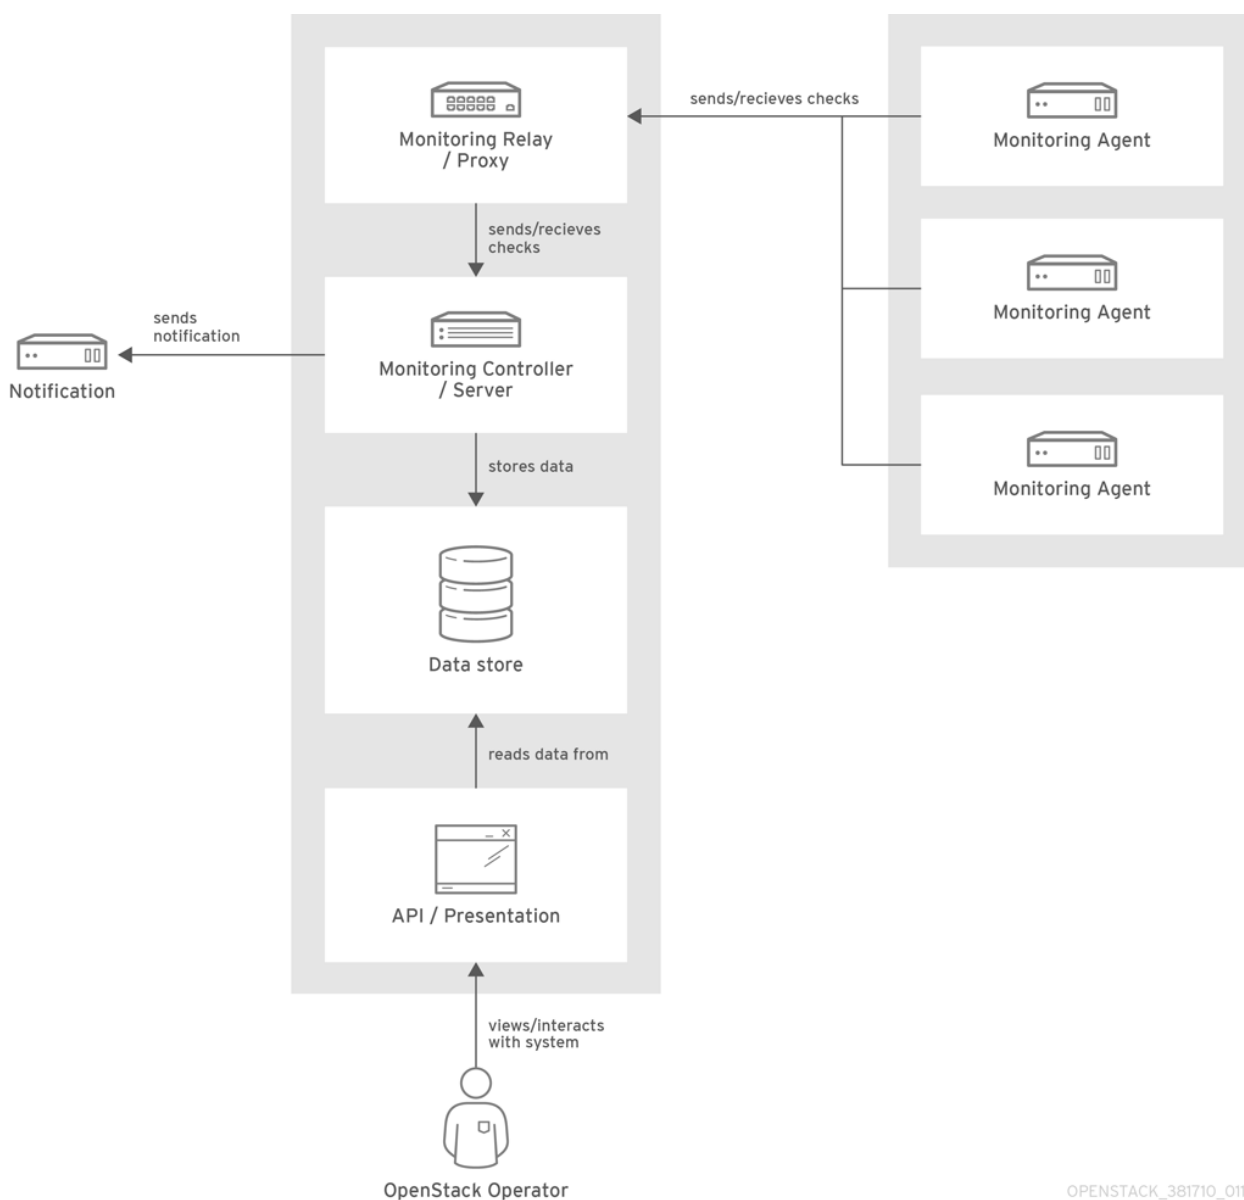 sends/recieves checks
Monitoring Relay
/ Proxy
Monitoring Agent
sends/recieves
checks
Monitoring Agent
sends
notification
Notification
Monitoring Controller
/ Server
stores data
Monitoring Agent
Data store
reads data from
API / Presentation
views/interacts
with system
OpenStack Operator
OPENSTACK_381710_011